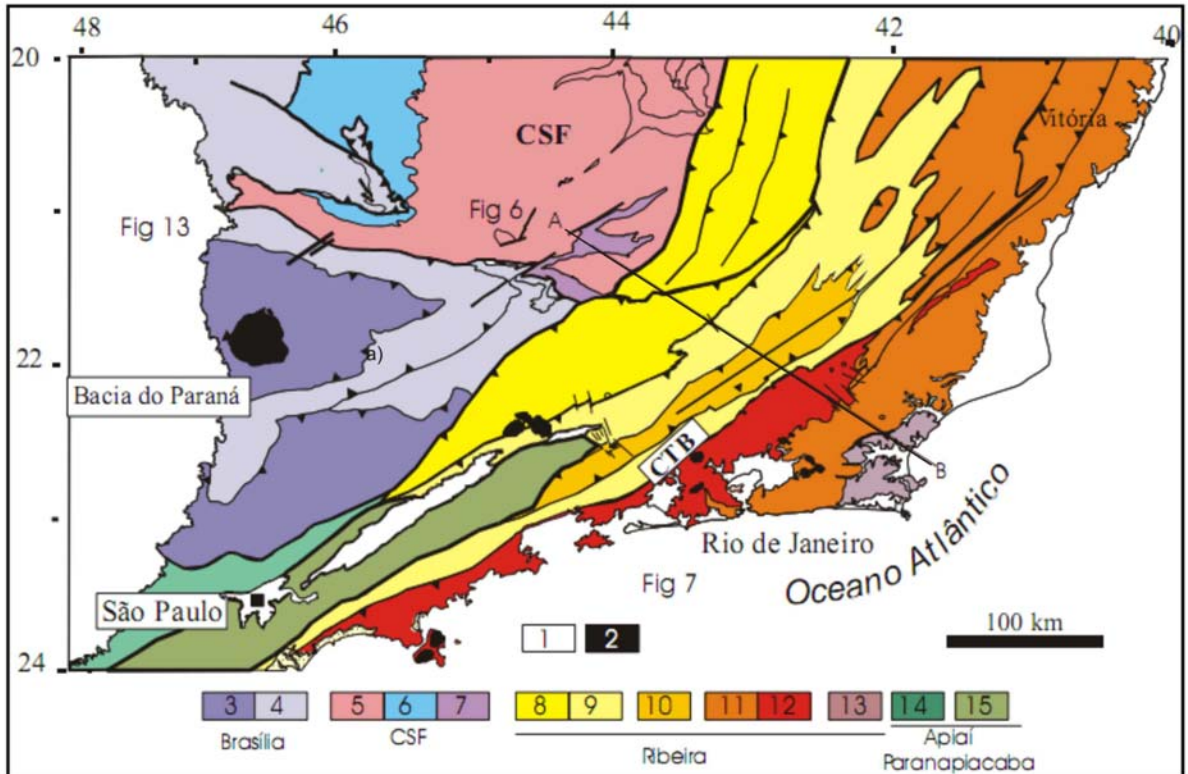 48 46 44 42 40
20
CSF
Vitória
Fig 6
A
Fig 13
22
a)
Bacia do Paraná
CTB
B
Rio de Janeiro
Oceano Atlântico
Fig 7
São Paulo
100 km
1 2
24
3 4 5 6 7 8 9 10 11 12 13 14 15
Brasília CSF Ribeira Apiaí
Paranapiacaba